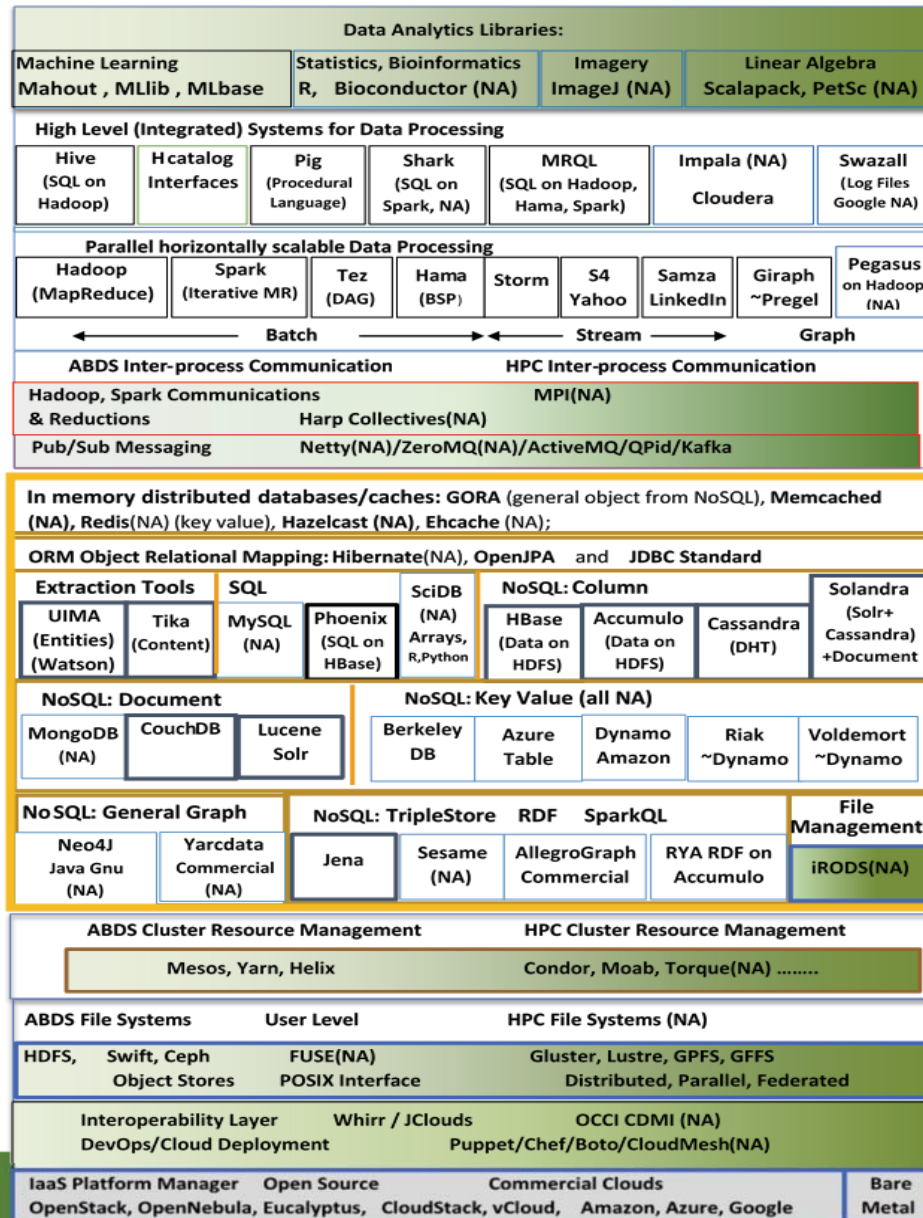 Data Analytics Libraries:
Machine Learning
Mahout , MLlib , MLbase
Statistics, Bioinformatics
R, Bioconductor (NA)
Imagery
ImageJ (NA)
Linear Algebra
Scalapack, PetSc (NA)
High Level (Integrated) Systems for Data Processing
Hive
(SQL on
Hadoop)
Hcatalog
Interfaces
Pig
(Procedural
Language)
Shark
(SQL on
Spark, NA)
MRQL
(SQL on Hadoop,
Hama, Spark)
Impala (NA)
Cloudera
Swazall
(Log Files
Google NA)
Parallel horizontally scalable Data Processing
Hadoop
(MapReduce)
Spark
(Iterative MR)
Tez
(DAG)
Hama
(BSP)
Storm
S4
Yahoo
Samza
LinkedIn
Giraph
~Pregel
Pegasus
on Hadoop
(NA)
Batch
Stream
Graph
ABDS Inter-process Communication
HPC Inter-process Communication
Hadoop, Spark Communications MPI(NA)
& Reductions Harp Collectives(NA)
Pub/Sub Messaging Netty(NA)/ZeroMQ(NA)/ActiveMQ/QPid/Kafka
In memory distributed databases/caches: GORA (general object from NoSQL), Memcached
(NA), Redis(NA) (key value), Hazelcast (NA), Ehcache (NA);
ORM Object Relational Mapping: Hibernate(NA), OpenJPA and JDBC Standard
Extraction Tools
UIMA
(Entities)
(Watson)
Tika
(Content)
SQL
MySQL
(NA)
Phoenix
(SQL on
HBase)
SciDB
(NA)
Arrays,
R,Python
NoSQL: Column
HBase
(Data on
HDFS)
Accumulo
(Data on
HDFS)
Cassandra
(DHT)
Solandra
(Solr+
Cassandra)
+Document
NoSQL: Document
MongoDB
(NA)
CouchDB
Lucene
Solr
NoSQL: Key Value (all NA)
Berkeley
DB
Azure
Table
Dynamo
Amazon
Riak
~Dynamo
Voldemort
~Dynamo
NoSQL: General Graph
Neo4J
Java Gnu
(NA)
Yarcdata
Commercial
(NA)
NoSQL: TripleStore RDF SparkQL
Jena
Sesame
(NA)
AllegroGraph
Commercial
RYA RDF on
Accumulo
File
Management
iRODS(NA)
ABDS Cluster Resource Management
HPC Cluster Resource Management
Mesos, Yarn, Helix
Condor, Moab, Torque(NA) ........
ABDS File Systems User Level HPC File Systems (NA)
HDFS, Swift, Ceph FUSE(NA) Gluster, Lustre, GPFS, GFFS
Object Stores POSIX Interface Distributed, Parallel, Federated
Interoperability Layer Whirr / JClouds OCCI CDMI (NA)
DevOps/Cloud Deployment Puppet/Chef/Boto/CloudMesh(NA)
IaaS Platform Manager Open Source Commercial Clouds
OpenStack, OpenNebula, Eucalyptus, CloudStack, vCloud, Amazon, Azure, Google
Bare
Metal